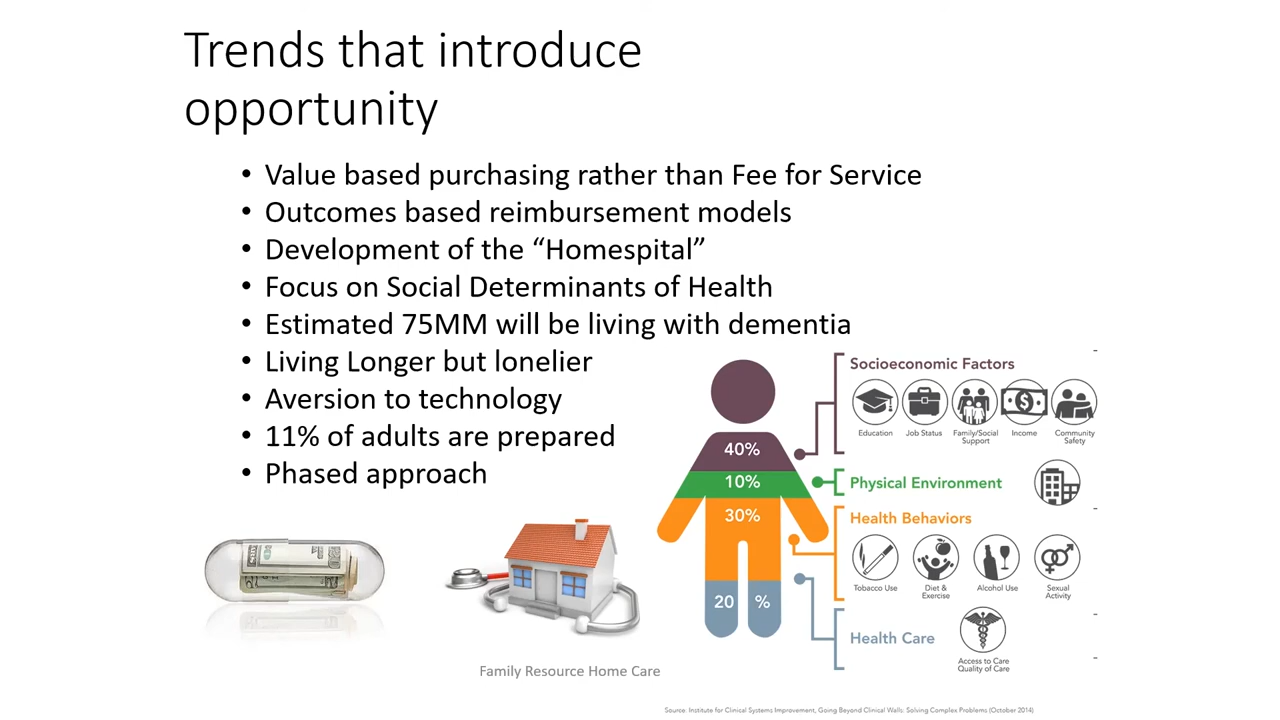 Trends that introduce
opportunity
• Value based purchasing rather than Fee for Service
• Outcomes based reimbursement models
• Development of the “Homespital”
• Focus on Social Determinants of Health
• Estimated 75MM will be living with dementia
• Living Longer but lonelier
• Aversion to technology
• 11% of adults are prepared
• Phased approach
Socioeconomic Factors
Education
Job Status
Family/Social
Support
Income
Community
Safety
40%
10%
Physical Environment
30%
Health Behaviors
Tobacco Use
Diet &
Exercise
Alcohol Use
Sexual
Activity
20 %
Health Care
Access to Care
Quality of Care
Family Resource Home Care
Source: Institute for Clinical Systems Improvement, Going Beyond Clinical Walls: Solving Complex Problems (October 2014)